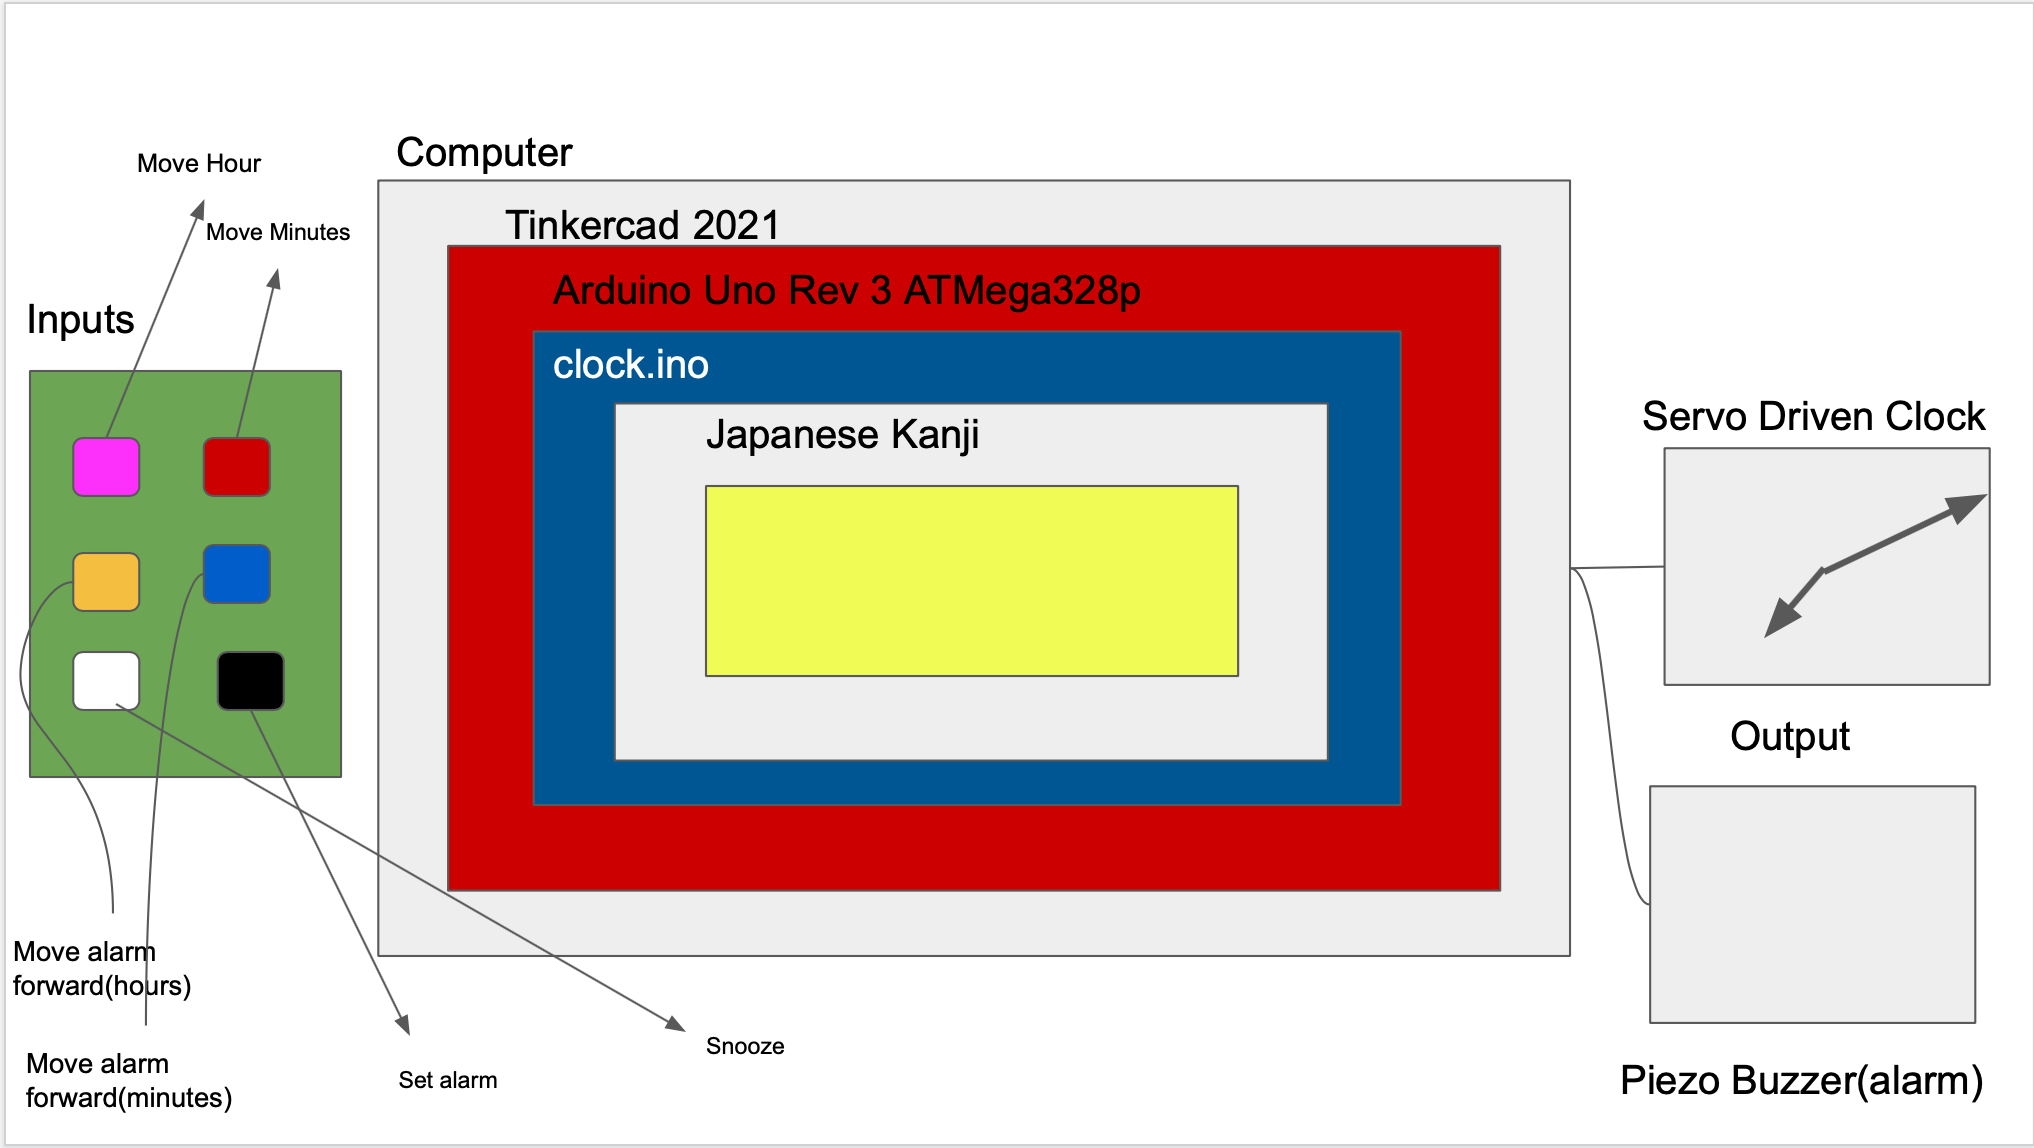 Computer
Move Hour
Tinkercad 2021
Move Minutes
Arduino Uno Rev 3 ATMega328p
Inputs
clock.ino
Japanese Kanji
Servo Driven Clock
Output
Move alarm
forward(hours)
Snooze
Move alarm
forward(minutes)
Set alarm
Piezo Buzzer(alarm)